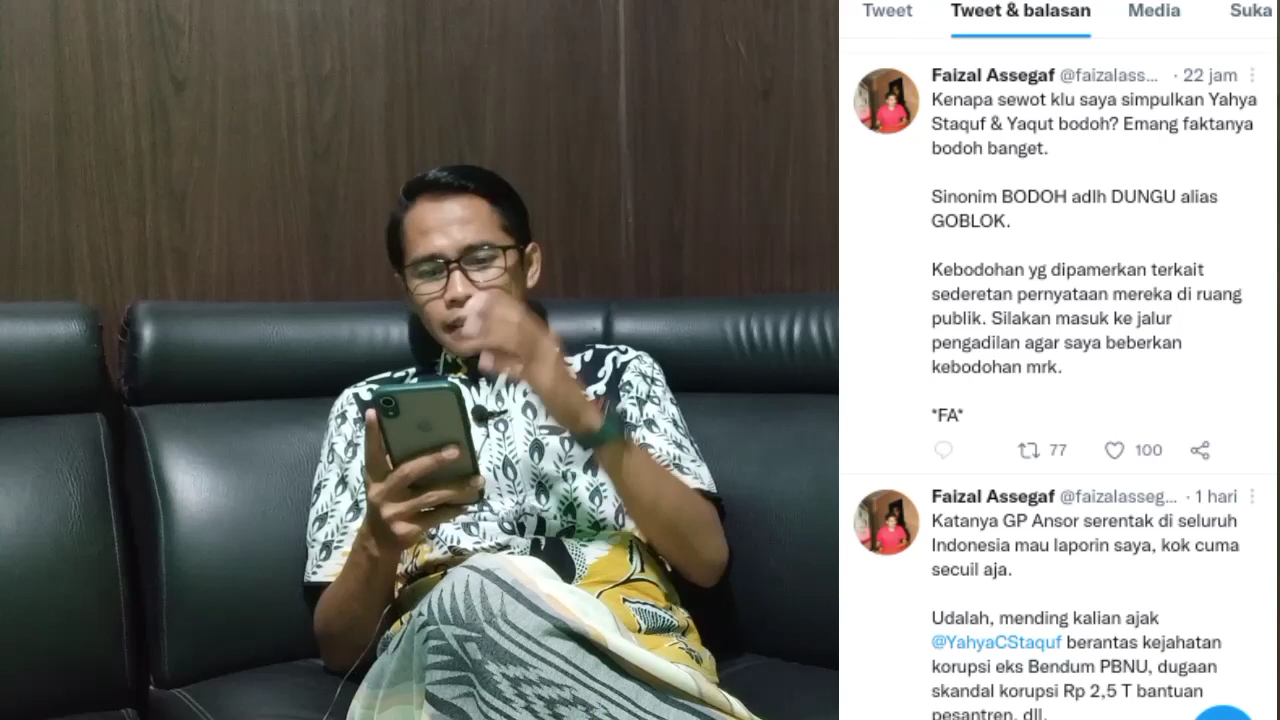 Tweet
Tweet & balasan
Media
Suka
Faizal Assegaf @faizalass... · 22 jam
Kenapa sewot klu saya simpulkan Yahya
Staquf & Yaqut bodoh? Emang faktanya
bodoh banget.
Sinonim BODOH adlh DUNGU alias
GOBLOK.
Kebodohan yg dipamerkan terkait
sederetan pernyataan mereka di ruang
publik. Silakan masuk ke jalur
pengadilan agar saya beberkan
kebodohan mrk.
*FA*
77
100
Faizal Assegaf @faizalasseg... · 1 hari
Katanya GP Ansor serentak di seluruh
Indonesia mau laporin saya, kok cuma
secuil aja.
Udalah, mending kalian ajak
@YahyaCStaquf berantas kejahatan
korupsi eks Bendum PBNU, dugaan
skandal korupsi Rp 2,5 T bantuan
pesantren, dll.